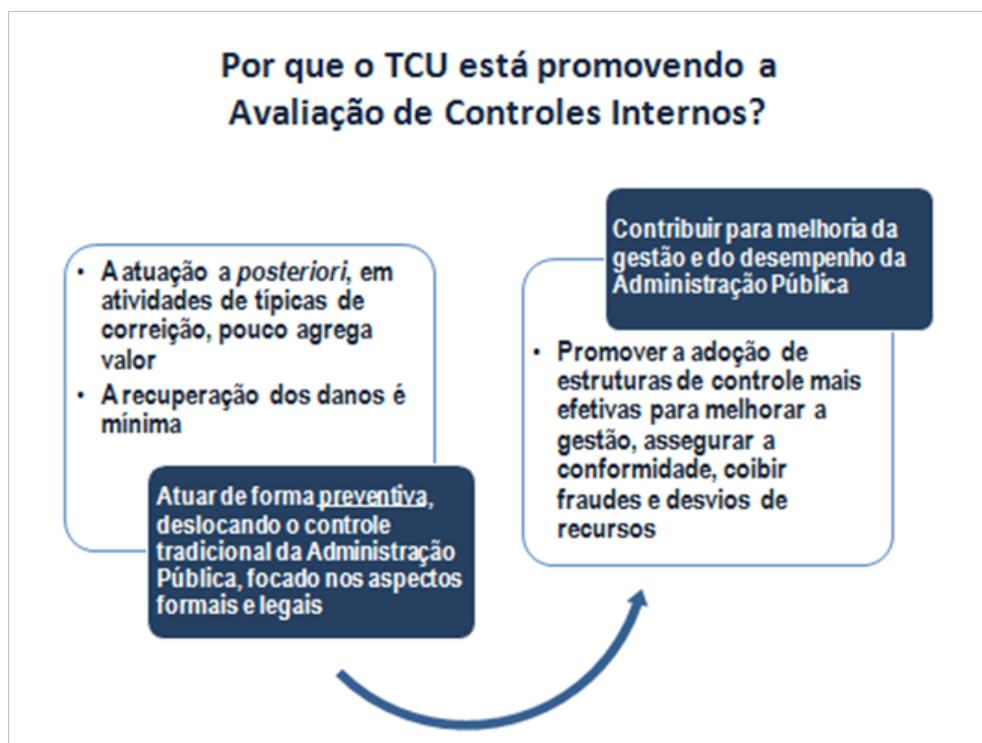 Por que o TCU está promovendo a
Avaliação de Controles Internos?
• A atuação a posteriori, em
atividades de típicas de
correição, pouco agrega
valor
• A recuperação dos danos é
mínima
Atuar de forma preventiva,
deslocando o controle
tradicional da Administração
Pública, focado nos aspectos
formais e legais
Contribuir para melhoria da
gestão e do desempenho da
Administração Pública
• Promover a adoção de
estruturas de controle mais
efetivas para melhorar a
gestão, assegurar a
conformidade, coibir
fraudes e desvios de
recursos